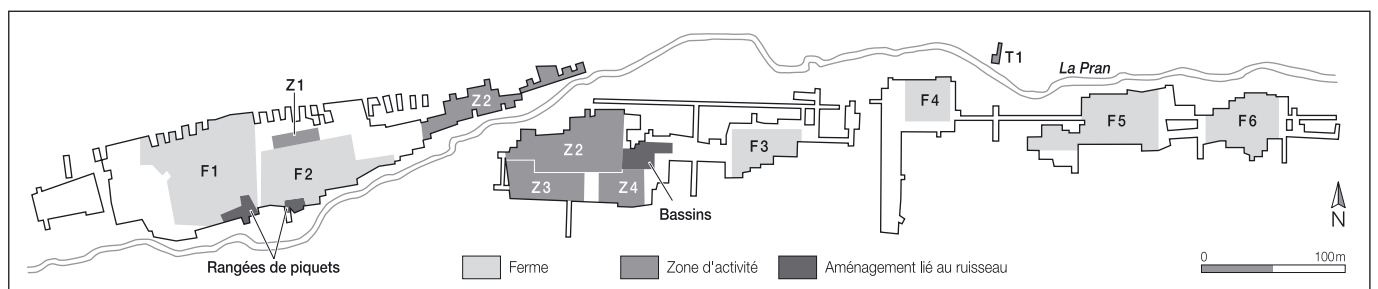 T1
La Pran
Z1
Z2
F4
F1
F2
Z2
F3
F5
F6
Z3
Z4
Bassins
N
Rangées de piquets
Ferme
Zone d'activité
Aménagement lié au ruisseau
0
100m